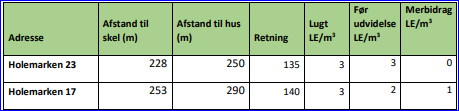 Adresse Afstand til skel (m) Afstand til hus (m) Retning Lugt LE/m³ Før udvidelse LE/m³ Merbidrag LE/m³
Holemarken 23 228 250 135 3 3 0
Holemarken 17 253 290 140 3 2 1